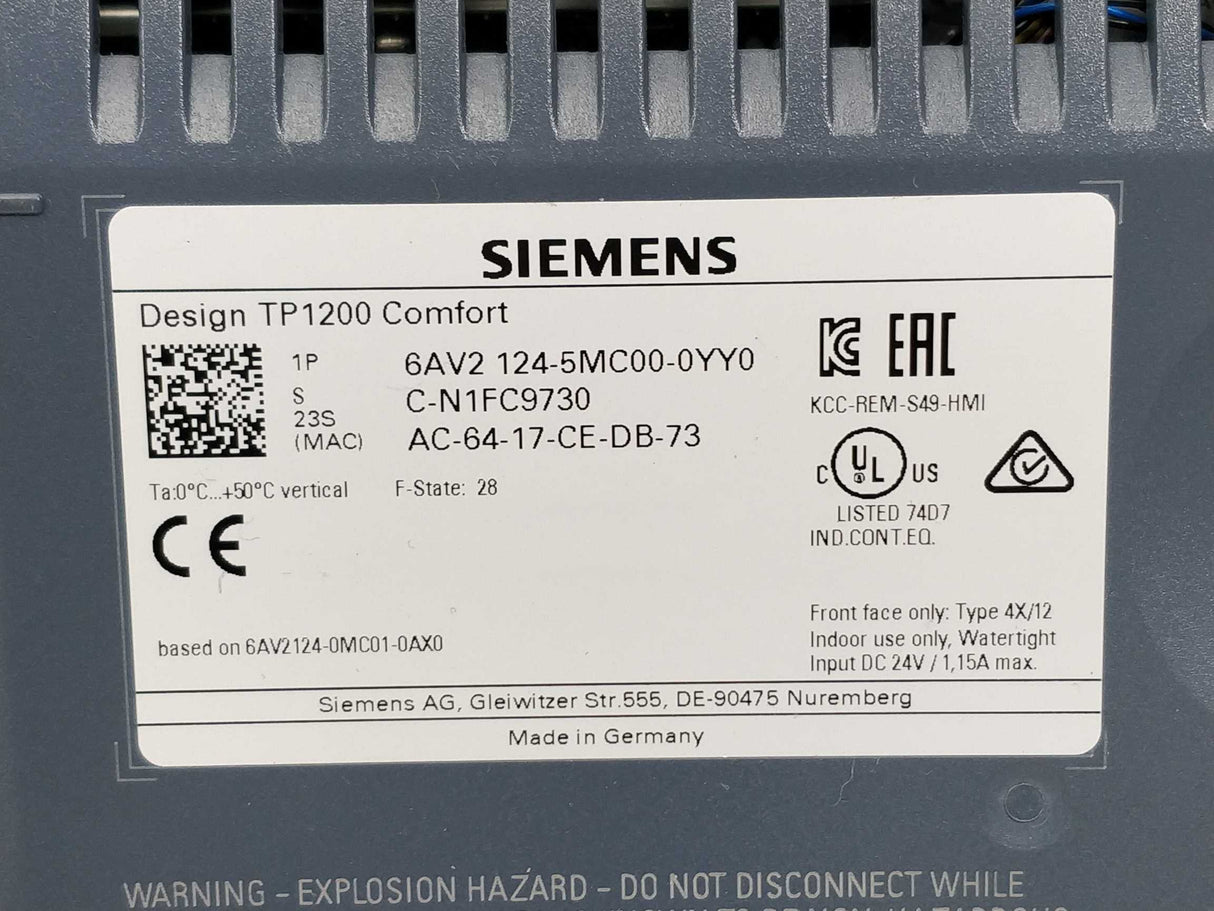 SIEMENS
Design TP1200 Comfort
1P 6AV2 124-5MC00-0YY0
S C-N1FC9730
23S
(MAC) AC-64-17-CE-DB-73
Ta:0°C...+50°C vertical F-State: 28
CE
based on 6AV2124-0MC01-0AX0
KC EAC
KCC-REM-S49-HMI
C UL US
LISTED 74D7
IND.CONT.EQ.
Front face only: Type 4X/12
Indoor use only, Watertight
Input DC 24V / 1,15A max.
Siemens AG, Gleiwitzer Str.555, DE-90475 Nuremberg
Made in Germany
WARNING - EXPLOSION HAZARD - DO NOT DISCONNECT WHILE